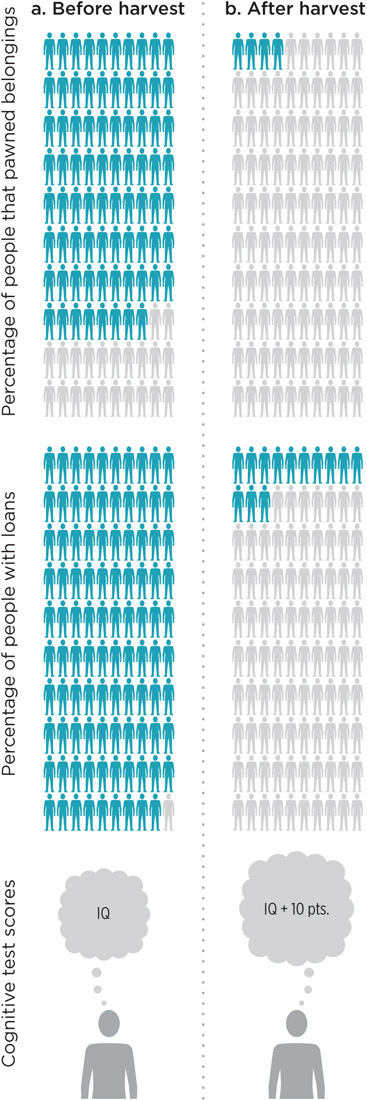 a. Before harvest
b. After harvest
Percentage of people that pawned belongings
Percentage of people with loans
Cognitive test scores
IQ
IQ + 10 pts.